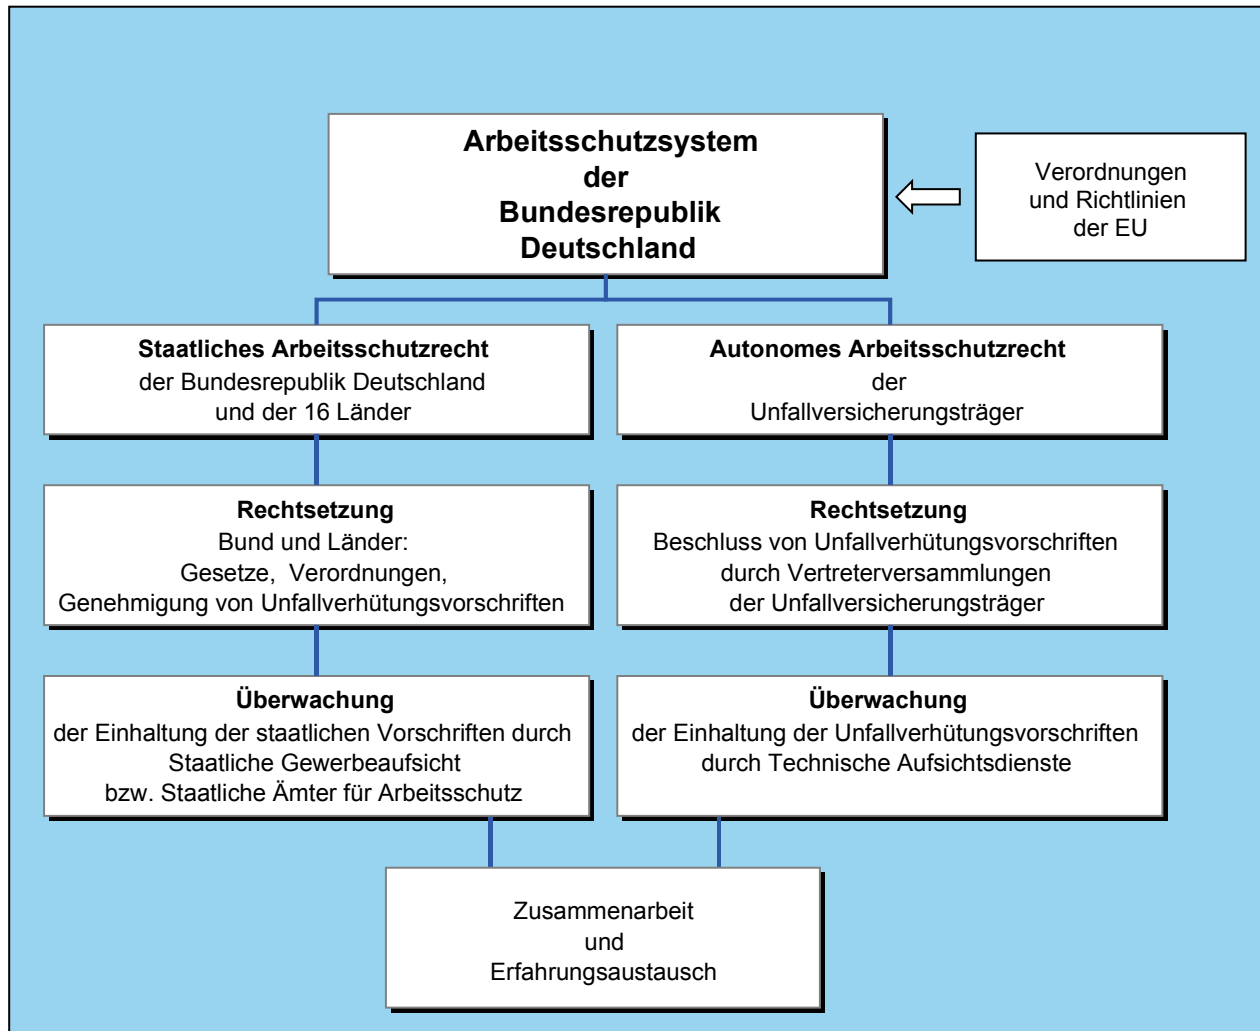 Arbeitsschutzsystem
der
Bundesrepublik
Deutschland
Verordnungen
und Richtlinien
der EU
Staatliches Arbeitsschutzrecht
der Bundesrepublik Deutschland
und der 16 Länder
Autonomes Arbeitsschutzrecht
der
Unfallversicherungsträger
Rechtsetzung
Bund und Länder:
Gesetze, Verordnungen,
Genehmigung von Unfallverhütungsvorschriften
Rechtsetzung
Beschluss von Unfallverhütungsvorschriften
durch Vertreterversammlungen
der Unfallversicherungsträger
Überwachung
der Einhaltung der staatlichen Vorschriften durch
Staatliche Gewerbeaufsicht
bzw. Staatliche Ämter für Arbeitsschutz
Überwachung
der Einhaltung der Unfallverhütungsvorschriften
durch Technische Aufsichtsdienste
Zusammenarbeit
und
Erfahrungsaustausch